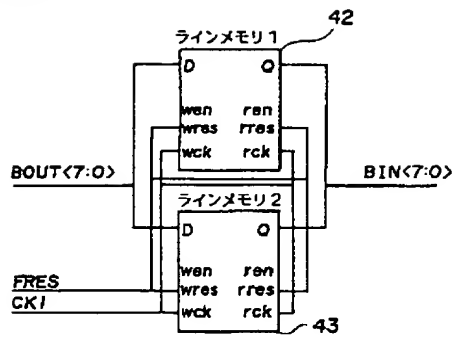 ラインメモリ1
42
D Q
wen ren
wres rres
wck rck
BOUT<7:0>
BIN<7:0>
ラインメモリ2
D Q
wen ren
FRES
wres rres
CK1
wck rck
43